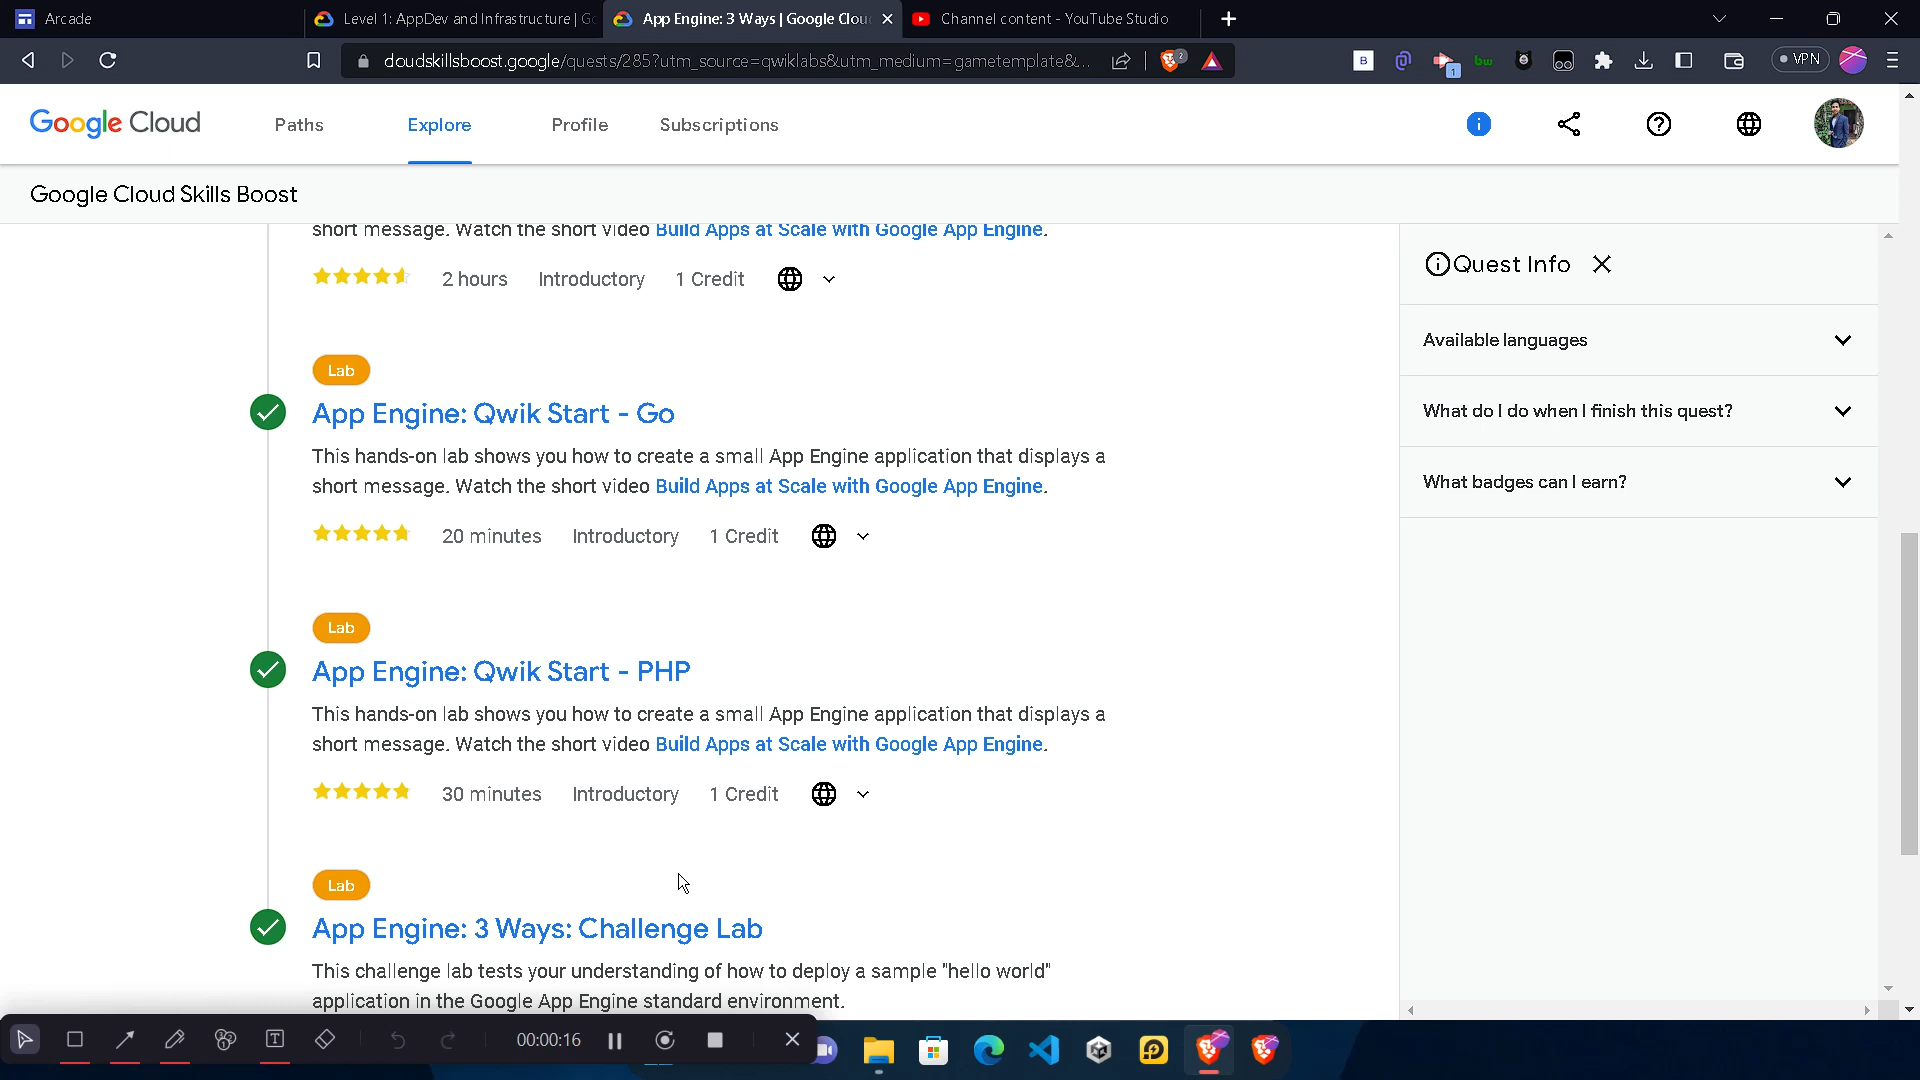 Arcade
Level 1: AppDev and Infrastructure | Go
App Engine: 3 Ways | Google Clou
Channel content - YouTube Studio
cloudskillsboost.google/quests/285?utm_source=qwiklabs&utm_medium=gametemplate&...
2
B
1
bw
VPN
Google Cloud
Paths
Explore
Profile
Subscriptions
Google Cloud Skills Boost
short message. Watch the short video Build Apps at Scale with Google App Engine.
2 hours Introductory 1 Credit
Lab
App Engine: Qwik Start - Go
This hands-on lab shows you how to create a small App Engine application that displays a
short message. Watch the short video Build Apps at Scale with Google App Engine.
20 minutes Introductory 1 Credit
Lab
App Engine: Qwik Start - PHP
This hands-on lab shows you how to create a small App Engine application that displays a
short message. Watch the short video Build Apps at Scale with Google App Engine.
30 minutes Introductory 1 Credit
Lab
App Engine: 3 Ways: Challenge Lab
This challenge lab tests your understanding of how to deploy a sample "hello world"
application in the Google App Engine standard environment.
Quest Info
Available languages
What do I do when I finish this quest?
What badges can I earn?
00:00:16